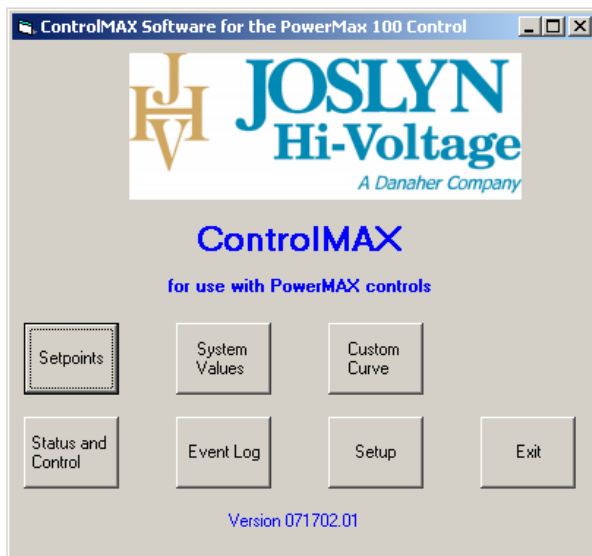 ControlMAX Software for the PowerMax 100 Control
JHV
JOSLYN
Hi-Voltage
A Danaher Company
ControlMAX
for use with PowerMAX controls
Setpoints
System
Values
Custom
Curve
Status and
Control
Event Log
Setup
Exit
Version 071702.01